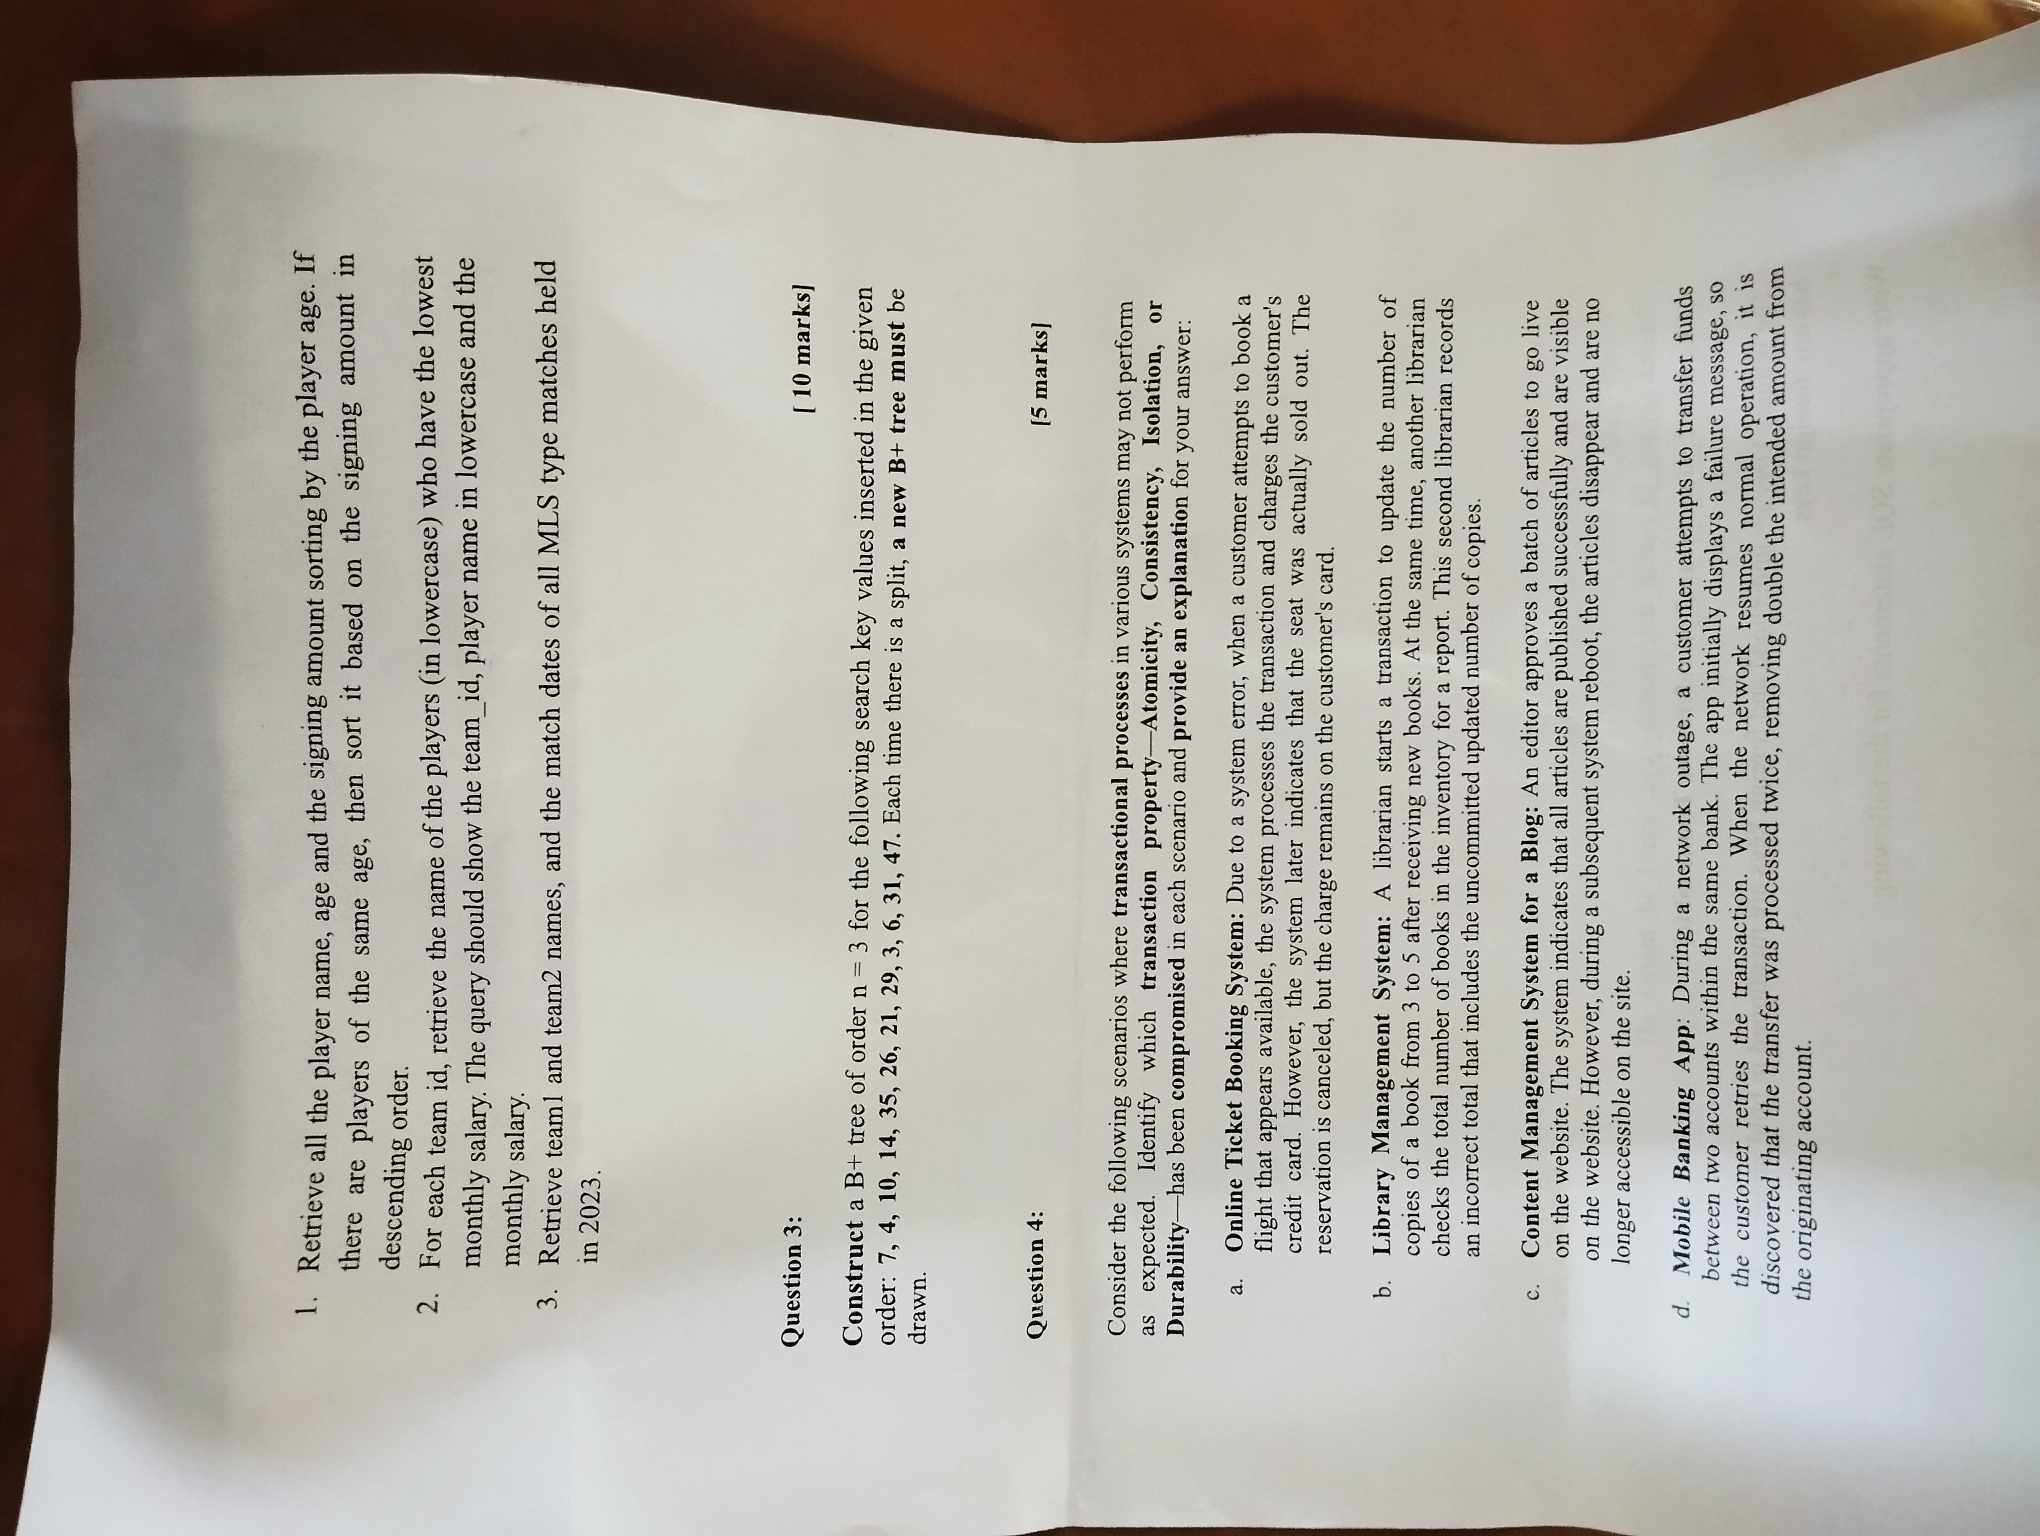 1. Retrieve all the player name, age and the signing amount sorting by the player age. If
there are players of the same age, then sort it based on the signing amount in
descending order.
2. For each team id, retrieve the name of the players (in lowercase) who have the lowest
monthly salary. The query should show the team_id, player name in lowercase and the
monthly salary.
3. Retrieve team1 and team2 names, and the match dates of all MLS type matches held
in 2023.
Question 3: [ 10 marks]
Construct a B+ tree of order n = 3 for the following search key values inserted in the given
order: 7, 4, 10, 14, 35, 26, 21, 29, 3, 6, 31, 47. Each time there is a split, a new B+ tree must be
drawn.
Question 4: [5 marks]
Consider the following scenarios where transactional processes in various systems may not perform
as expected. Identify which transaction property—Atomicity, Consistency, Isolation, or
Durability—has been compromised in each scenario and provide an explanation for your answer:
a. Online Ticket Booking System: Due to a system error, when a customer attempts to book a
flight that appears available, the system processes the transaction and charges the customer's
credit card. However, the system later indicates that the seat was actually sold out. The
reservation is canceled, but the charge remains on the customer's card.
b. Library Management System: A librarian starts a transaction to update the number of
copies of a book from 3 to 5 after receiving new books. At the same time, another librarian
checks the total number of books in the inventory for a report. This second librarian records
an incorrect total that includes the uncommitted updated number of copies.
c. Content Management System for a Blog: An editor approves a batch of articles to go live
on the website. The system indicates that all articles are published successfully and are visible
on the website. However, during a subsequent system reboot, the articles disappear and are no
longer accessible on the site.
d. Mobile Banking App: During a network outage, a customer attempts to transfer funds
between two accounts within the same bank. The app initially displays a failure message, so
the customer retries the transaction. When the network resumes normal operation, it is
discovered that the transfer was processed twice, removing double the intended amount from
the originating account.